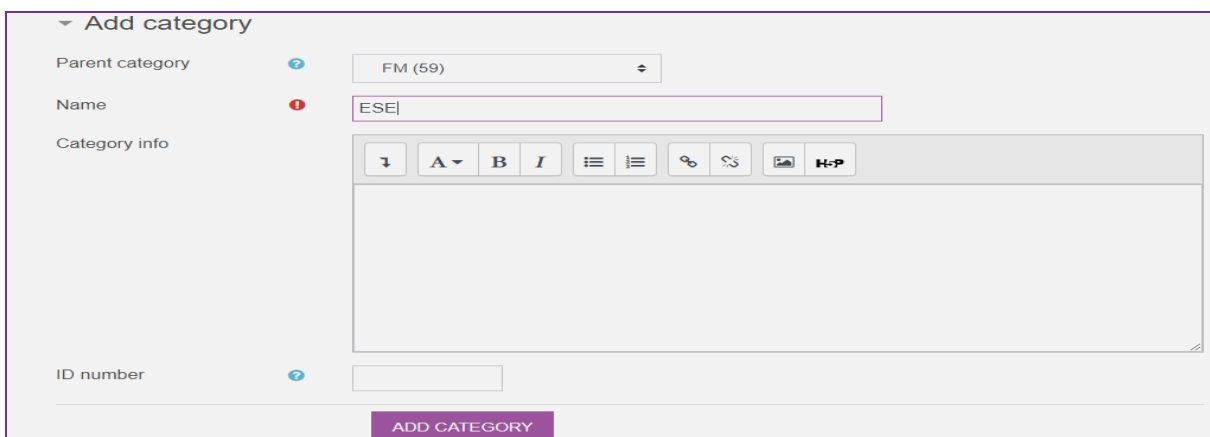 Add category
Parent category FM (59)
Name ESE
Category info
A B I H-P
ID number
ADD CATEGORY